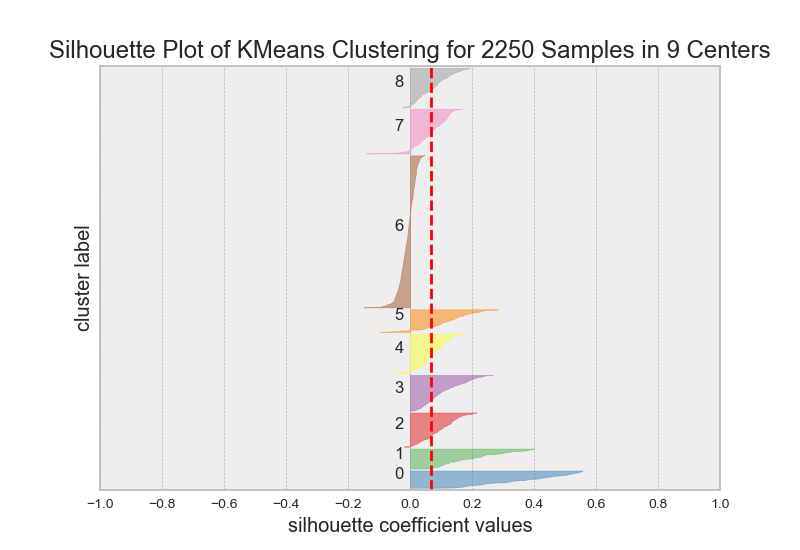 Silhouette Plot of KMeans Clustering for 2250 Samples in 9 Centers
cluster label
8
7
6
5
4
3
2
1
0
−1.0 −0.8 −0.6 −0.4 −0.2 0.0 0.2 0.4 0.6 0.8 1.0
silhouette coefficient values